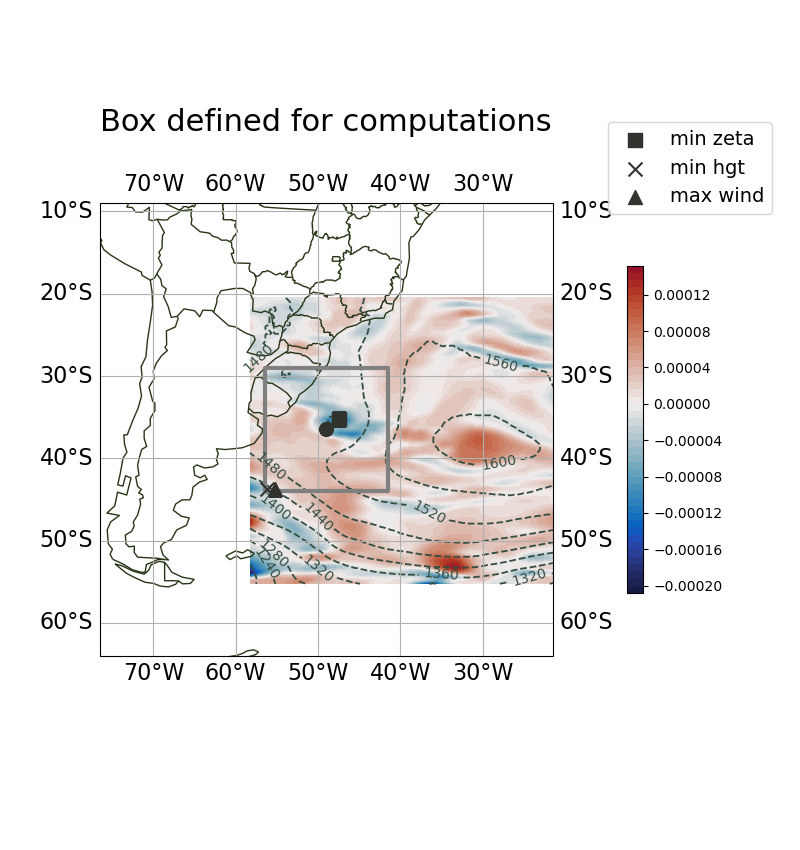 Box defined for computations
min zeta
min hgt
max wind
70°W 60°W 50°W 40°W 30°W
10°S 10°S
20°S 20°S
30°S 30°S
40°S 40°S
50°S 50°S
60°S 60°S
70°W 60°W 50°W 40°W 30°W
1480
1560
1600
1480
1520
1400
1440
1280
1240
1320
1360
1320
0.00012
0.00008
0.00004
0.00000
−0.00004
−0.00008
−0.00012
−0.00016
−0.00020